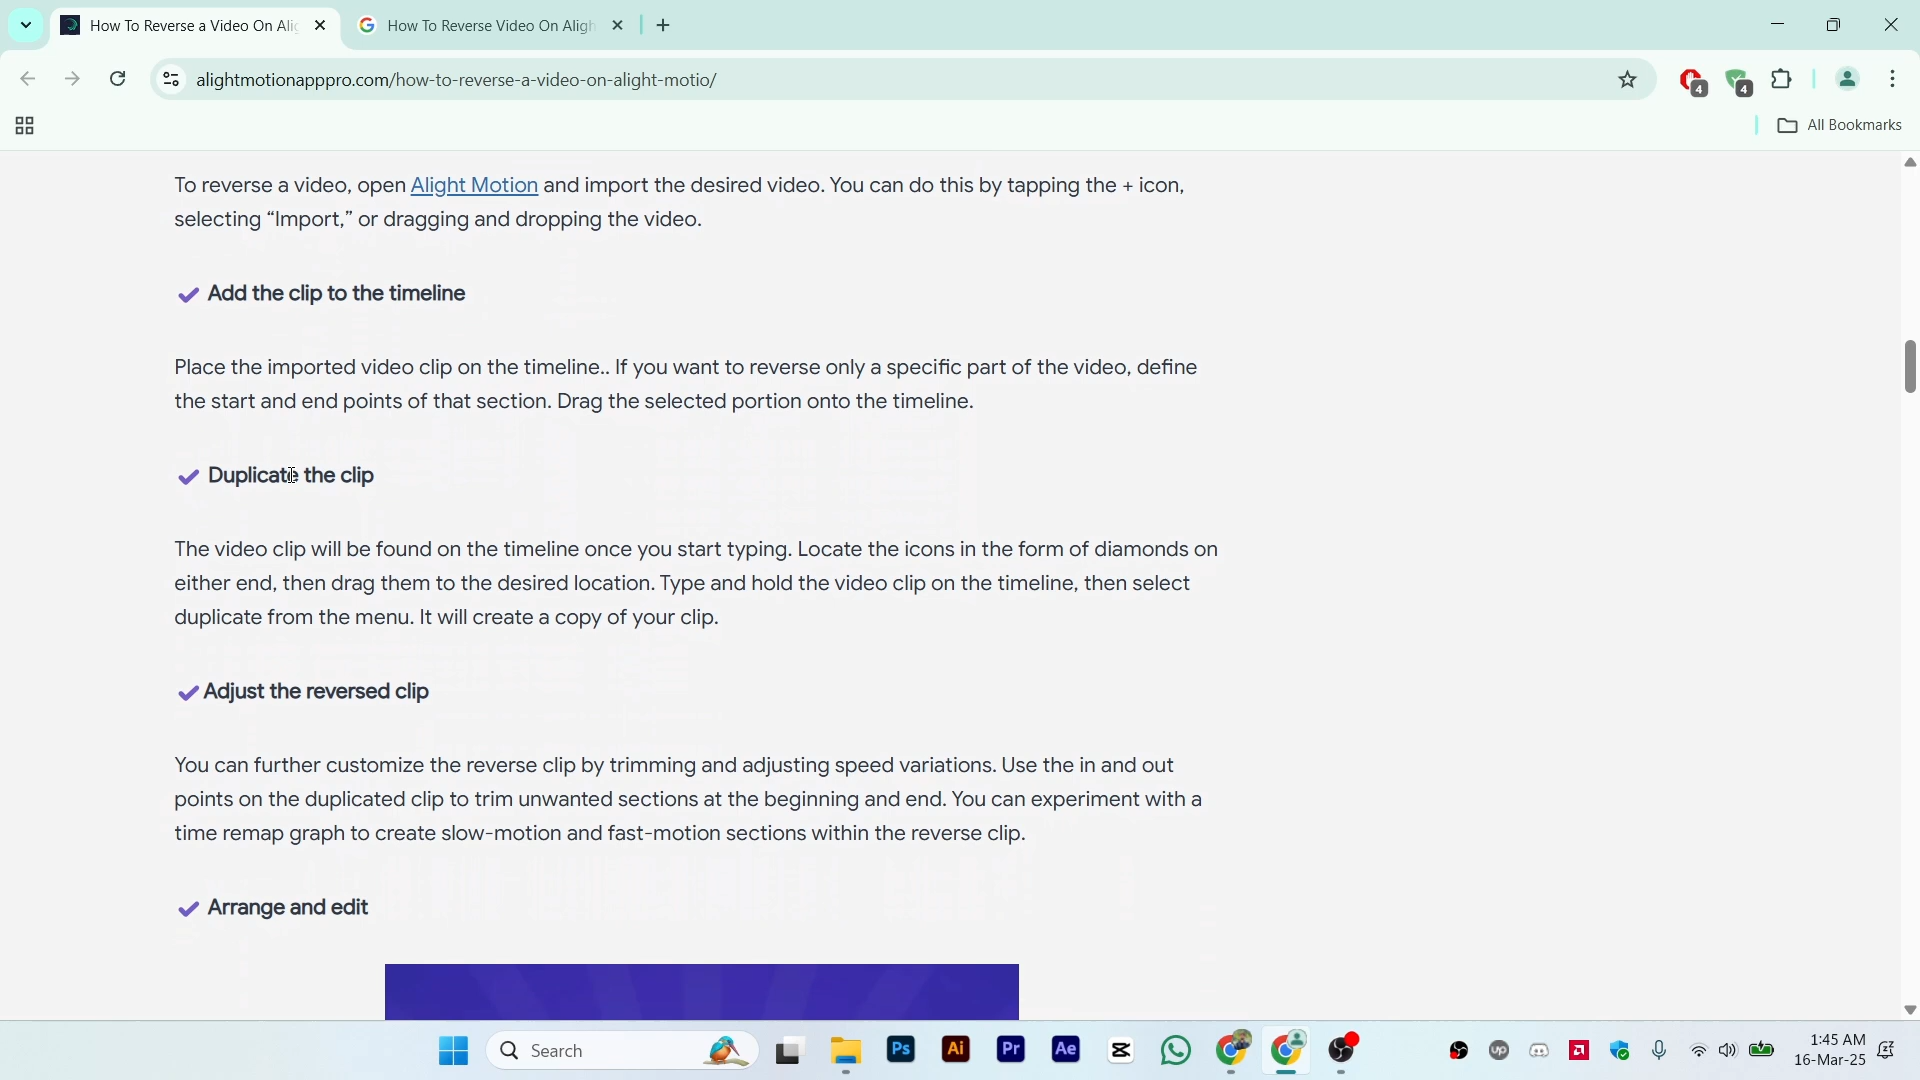 How To Reverse a Video On Alig
How To Reverse Video On Aligh
alightmotionapppro.com/how-to-reverse-a-video-on-alight-motio/
4
4
All Bookmarks
To reverse a video, open Alight Motion and import the desired video. You can do this by tapping the + icon,
selecting “Import,” or dragging and dropping the video.
Add the clip to the timeline
Place the imported video clip on the timeline.. If you want to reverse only a specific part of the video, define
the start and end points of that section. Drag the selected portion onto the timeline.
Duplicate the clip
The video clip will be found on the timeline once you start typing. Locate the icons in the form of diamonds on
either end, then drag them to the desired location. Type and hold the video clip on the timeline, then select
duplicate from the menu. It will create a copy of your clip.
Adjust the reversed clip
You can further customize the reverse clip by trimming and adjusting speed variations. Use the in and out
points on the duplicated clip to trim unwanted sections at the beginning and end. You can experiment with a
time remap graph to create slow-motion and fast-motion sections within the reverse clip.
Arrange and edit
Search
Ps
Ai
Pr
Ae
up
1:45 AM
16-Mar-25